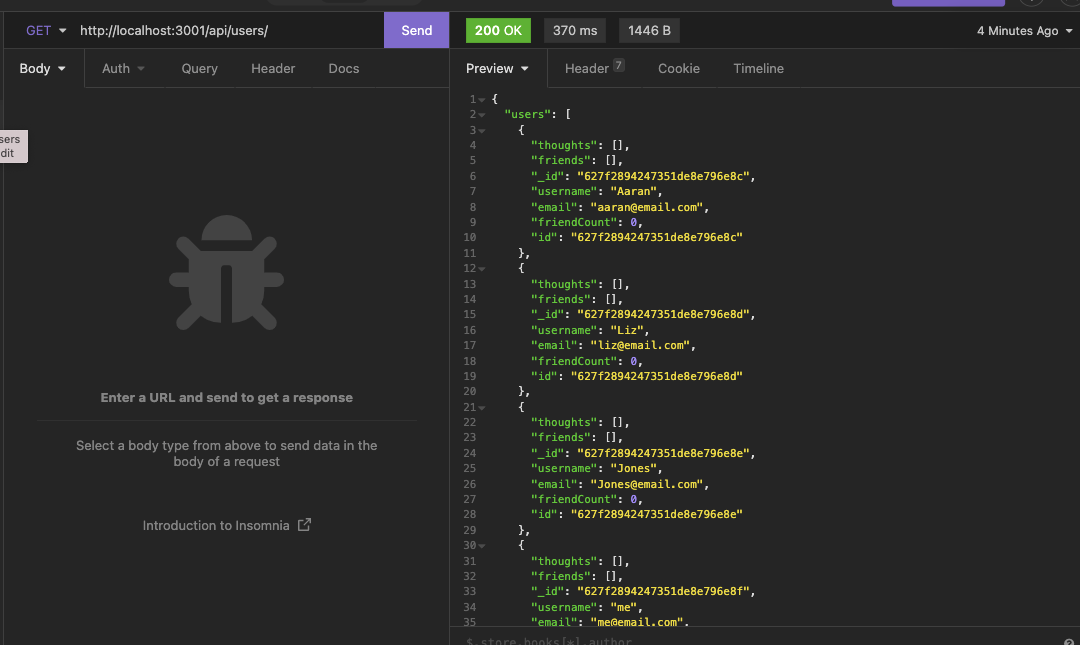 GET http://localhost:3001/api/users/ Send 200 OK 370 ms 1446 B 4 Minutes Ago
Body Auth Query Header Docs Preview Header 7 Cookie Timeline
sers
dit
Enter a URL and send to get a response
Select a body type from above to send data in the
body of a request
Introduction to Insomnia
1 {
2 "users": [
3 {
4 "thoughts": [],
5 "friends": [],
6 "_id": "627f2894247351de8e796e8c",
7 "username": "Aaran",
8 "email": "aaran@email.com",
9 "friendCount": 0,
10 "id": "627f2894247351de8e796e8c"
11 },
12 {
13 "thoughts": [],
14 "friends": [],
15 "_id": "627f2894247351de8e796e8d",
16 "username": "Liz",
17 "email": "liz@email.com",
18 "friendCount": 0,
19 "id": "627f2894247351de8e796e8d"
20 },
21 {
22 "thoughts": [],
23 "friends": [],
24 "_id": "627f2894247351de8e796e8e",
25 "username": "Jones",
26 "email": "Jones@email.com",
27 "friendCount": 0,
28 "id": "627f2894247351de8e796e8e"
29 },
30 {
31 "thoughts": [],
32 "friends": [],
33 "_id": "627f2894247351de8e796e8f",
34 "username": "me",
35 "email": "me@email.com",
$.store.books[*].author